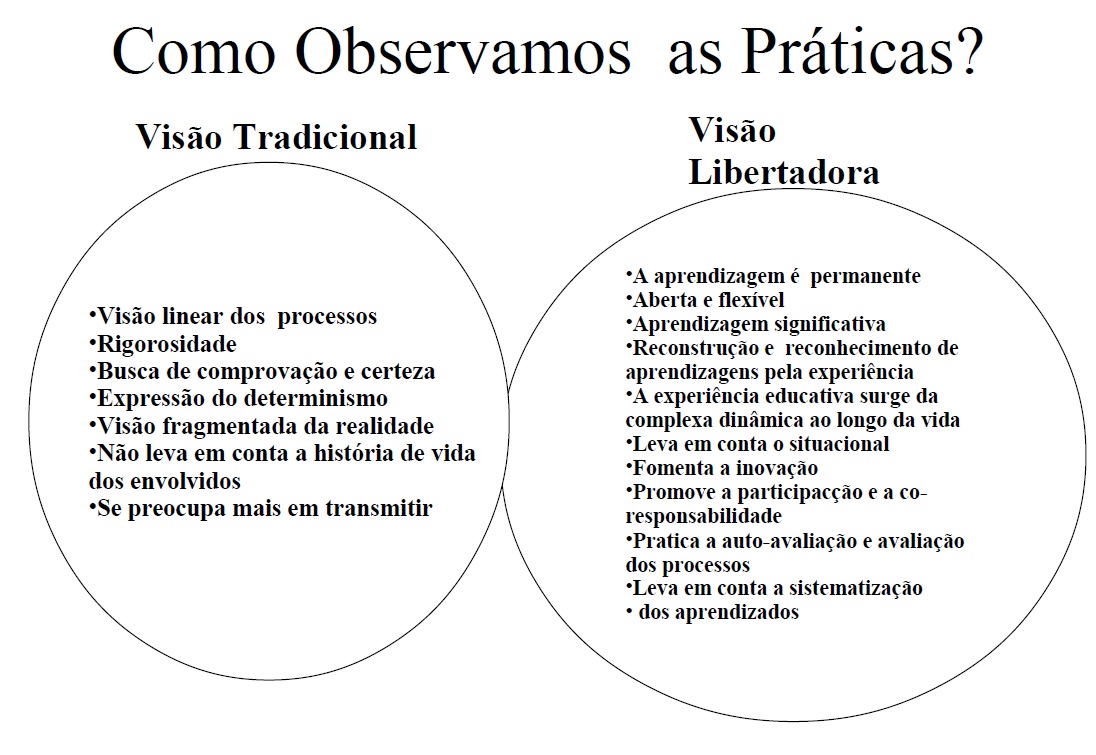 Como Observamos as Práticas?
Visão Tradicional
•Visão linear dos processos
•Rigorosidade
•Busca de comprovação e certeza
•Expressão do determinismo
•Visão fragmentada da realidade
•Não leva em conta a história de vida
dos envolvidos
•Se preocupa mais em transmitir
Visão
Libertadora
•A aprendizagem é permanente
•Aberta e flexível
•Aprendizagem significativa
•Reconstrução e reconhecimento de
aprendizagens pela experiência
•A experiência educativa surge da
complexa dinâmica ao longo da vida
•Leva em conta o situacional
•Fomenta a inovação
•Promove a participacção e a co-
responsabilidade
•Pratica a auto-avaliação e avaliação
dos processos
•Leva em conta a sistematização
• dos aprendizados